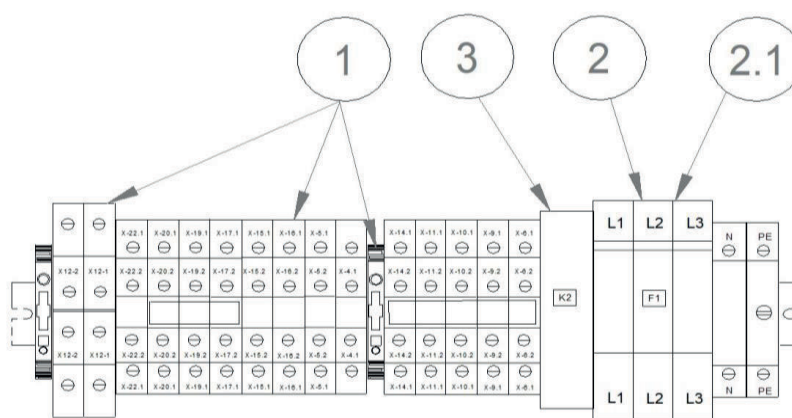 1 3 2 2.1
X-22.1 X-20.1 X-19.1 X-17.1 X-15.1 X-16.1 X-6.1 X-14.1 X-11.1 X-10.1 X-9.1 X-6.1 L1 L2 L3 N PE
X12-2 X12-1 X-22.2 X-20.2 X-19.2 X-17.2 X-15.2 X-16.2 X-5.2 X-4.1 X-14.2 X-11.2 X-10.2 X-9.2 X-6.2
K2 F1
X12-2 X12-1 X-22.2 X-20.2 X-19.2 X-17.2 X-15.2 X-16.2 X-5.2 X-4.1 X-14.2 X-11.2 X-10.2 X-9.2 X-6.2
X-22.1 X-20.1 X-19.1 X-17.1 X-15.1 X-16.1 X-6.1 X-14.1 X-11.1 X-10.1 X-9.1 X-6.1 L1 L2 L3 N PE